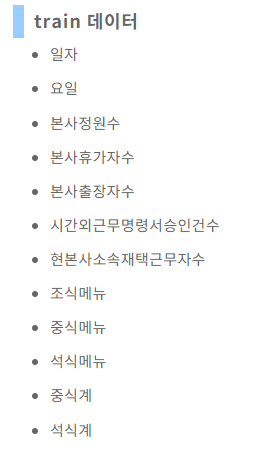 train 데이터
일자
요일
본사정원수
본사휴가자수
본사출장자수
시간외근무명령서승인건수
현본사소속재택근무자수
조식메뉴
중식메뉴
석식메뉴
중식계
석식계